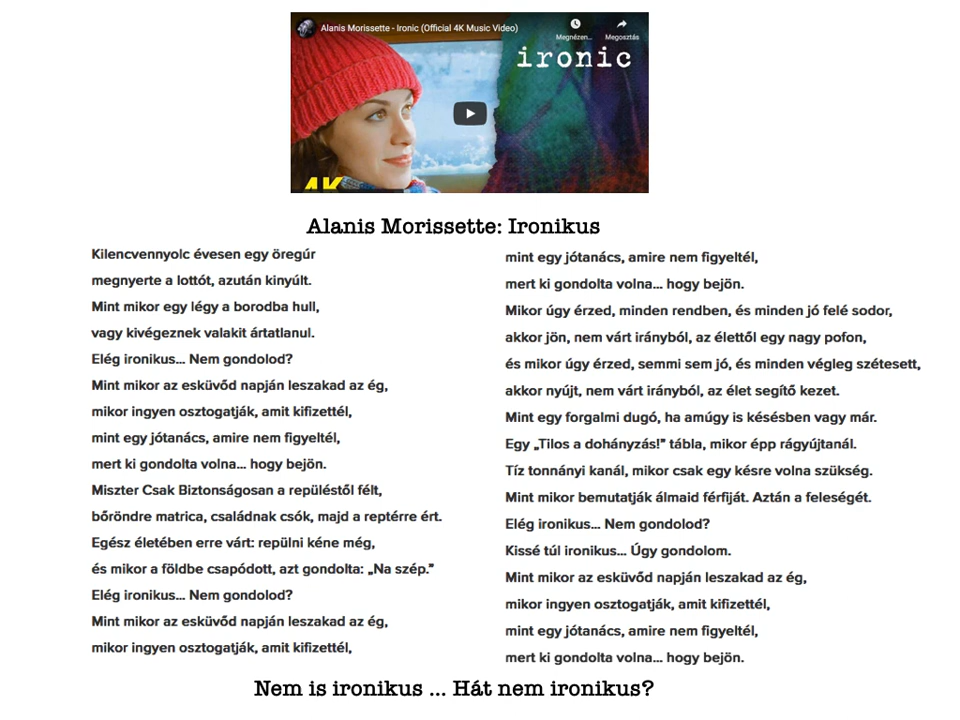 Alanis Morissette - Ironic (Official 4K Music Video)
Megnézen...
Megosztás
ironic
4K
Alanis Morissette: Ironikus
Kilencvennyolc évesen egy öregúr
megnyerte a lottót, azután kinyúlt.
Mint mikor egy légy a borodba hull,
vagy kivégeznek valakit ártatlanul.
Elég ironikus... Nem gondolod?
Mint mikor az esküvőd napján leszakad az ég,
mikor ingyen osztogatják, amit kifizettél,
mint egy jótanács, amire nem figyeltél,
mert ki gondolta volna... hogy bejön.
Miszter Csak Biztonságosan a repüléstől félt,
bőröndre matrica, családnak csók, majd a reptérre ért.
Egész életében erre várt: repülni kéne még,
és mikor a földbe csapódott, azt gondolta: „Na szép.”
Elég ironikus... Nem gondolod?
Mint mikor az esküvőd napján leszakad az ég,
mikor ingyen osztogatják, amit kifizettél,
mint egy jótanács, amire nem figyeltél,
mert ki gondolta volna... hogy bejön.
Mikor úgy érzed, minden rendben, és minden jó felé sodor,
akkor jön, nem várt irányból, az élettől egy nagy pofon,
és mikor úgy érzed, semmi sem jó, és minden végleg szétesett,
akkor nyújt, nem várt irányból, az élet segítő kezet.
Mint egy forgalmi dugó, ha amúgy is késésben vagy már.
Egy „Tilos a dohányzás!” tábla, mikor épp rágyújtanál.
Tíz tonnányi kanál, mikor csak egy késre volna szükség.
Mint mikor bemutatják álmaid férfiját. Aztán a feleségét.
Elég ironikus... Nem gondolod?
Kissé túl ironikus... Úgy gondolom.
Mint mikor az esküvőd napján leszakad az ég,
mikor ingyen osztogatják, amit kifizettél,
mint egy jótanács, amire nem figyeltél,
mert ki gondolta volna... hogy bejön.
Nem is ironikus ... Hát nem ironikus?